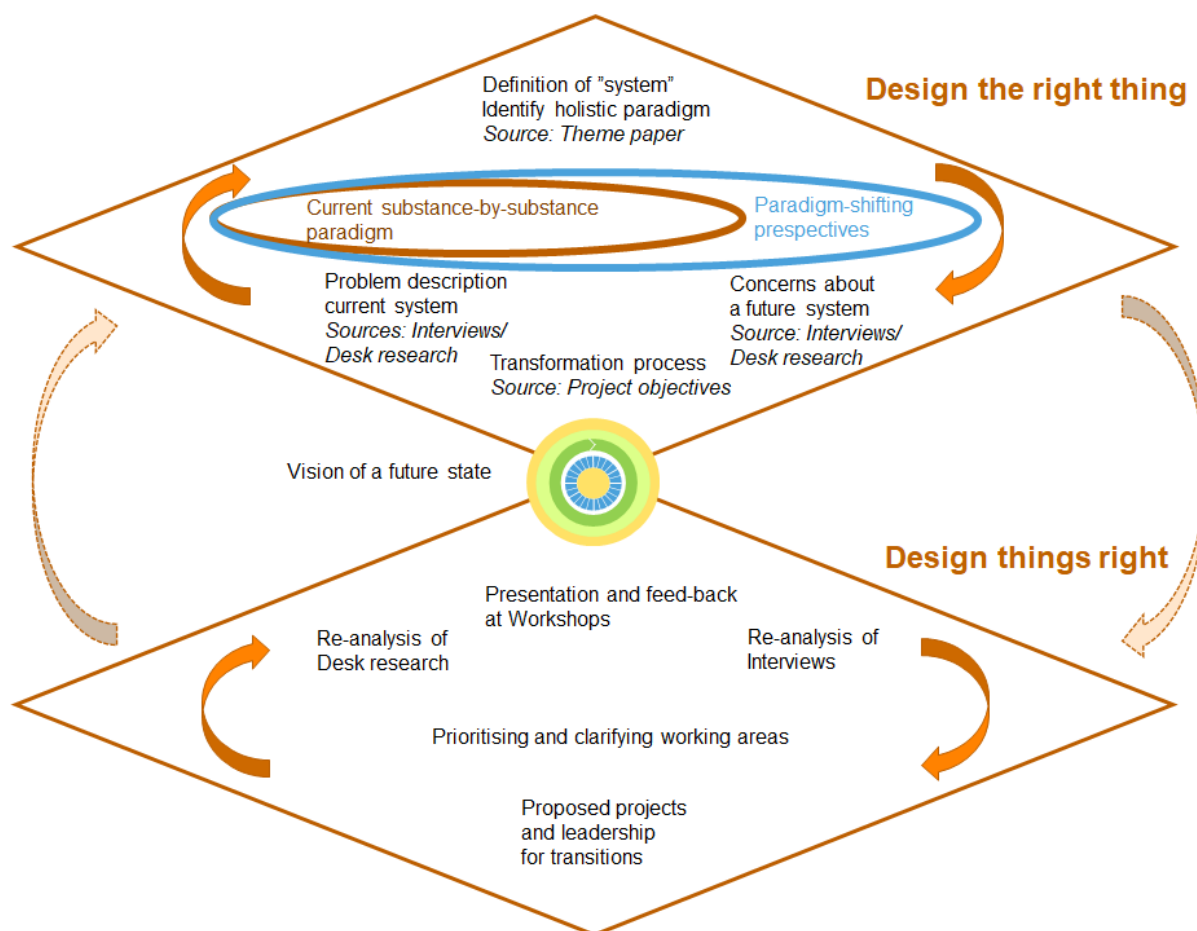 Definition of ”system”
Identify holistic paradigm
Source: Theme paper
Design the right thing
Current substance-by-substance
paradigm
Paradigm-shifting
prespectives
Problem description
current system
Sources: Interviews/
Desk research
Concerns about
a future system
Source: Interviews/
Desk research
Transformation process
Source: Project objectives
Vision of a future state
Design things right
Presentation and feed-back
at Workshops
Re-analysis of
Desk research
Re-analysis of
Interviews
Prioritising and clarifying working areas
Proposed projects
and leadership
for transitions